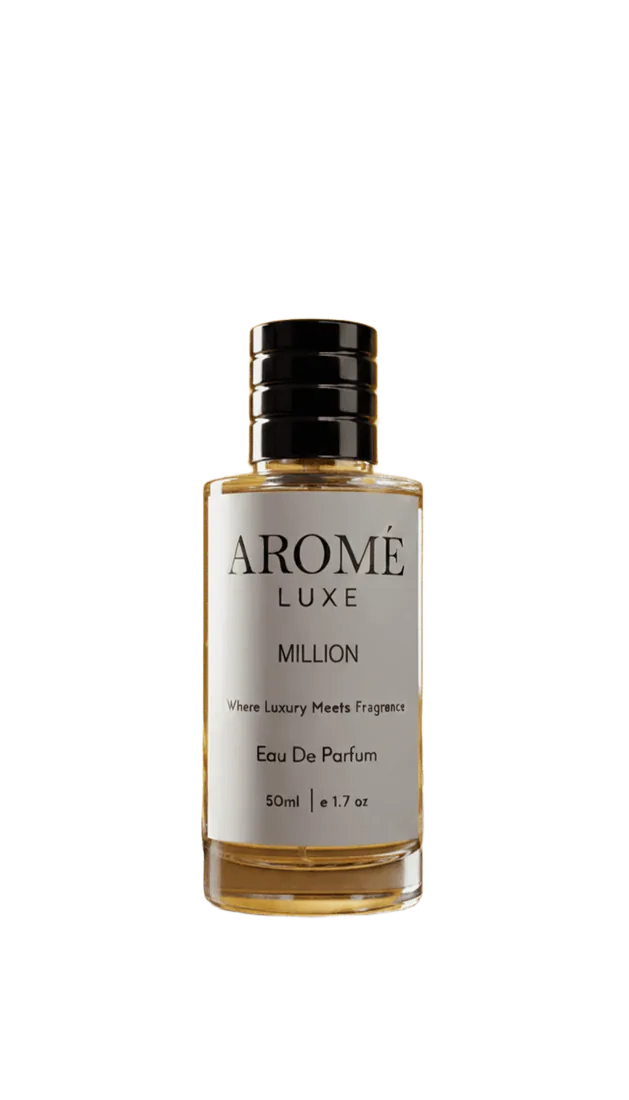 AROMÉ
LUXE
MILLION
Where Luxury Meets Fragrance
Eau De Parfum
50ml | e 1.7 oz